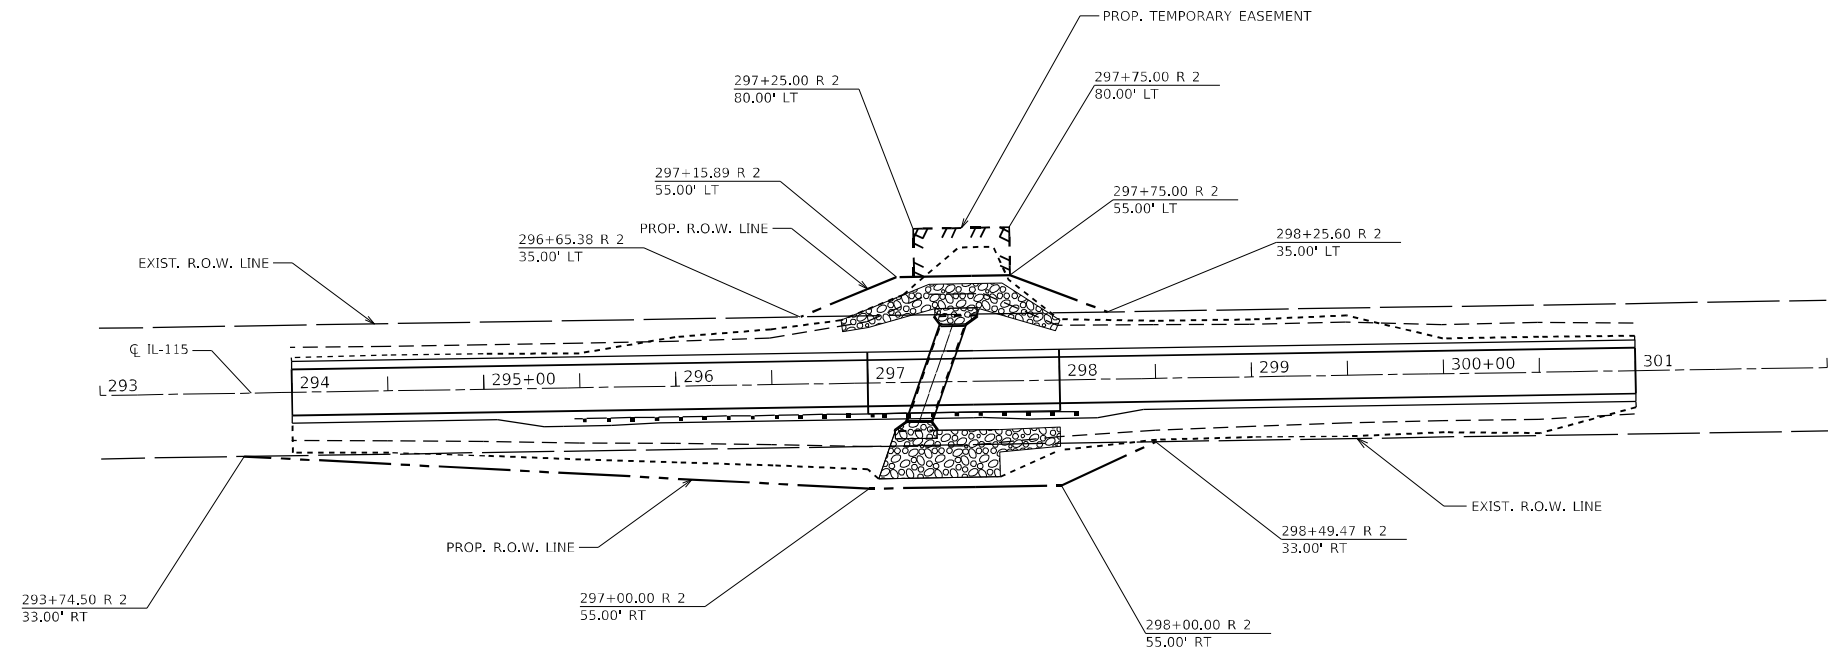 PROP. TEMPORARY EASEMENT
297+25.00 R 2
80.00' LT
297+75.00 R 2
80.00' LT
297+15.89 R 2
55.00' LT
297+75.00 R 2
55.00' LT
PROP. R.O.W. LINE
296+65.38 R 2
35.00' LT
298+25.60 R 2
35.00' LT
EXIST. R.O.W. LINE
℄ IL-115
293
294
295+00
296
297
298
299
300+00
301
EXIST. R.O.W. LINE
298+49.47 R 2
33.00' RT
PROP. R.O.W. LINE
293+74.50 R 2
33.00' RT
297+00.00 R 2
55.00' RT
298+00.00 R 2
55.00' RT